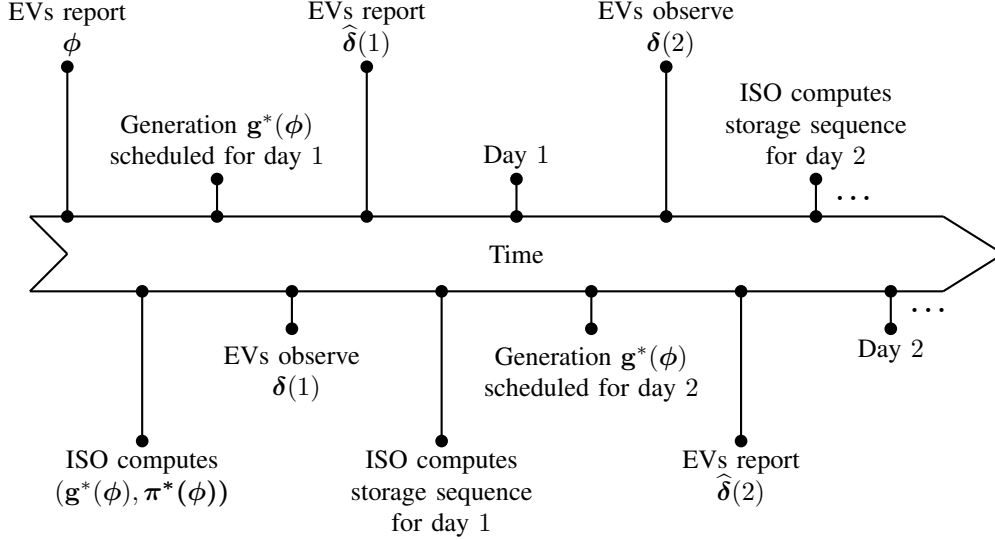 EVs report
ϕ
EVs report
δ̂(1)
EVs observe
δ(2)
ISO computes
storage sequence
for day 2
Generation g*(ϕ)
scheduled for day 1
Day 1
···
Time
···
EVs observe
δ(1)
Generation g*(ϕ)
scheduled for day 2
Day 2
ISO computes
(g*(ϕ), π*(ϕ))
ISO computes
storage sequence
for day 1
EVs report
δ̂(2)